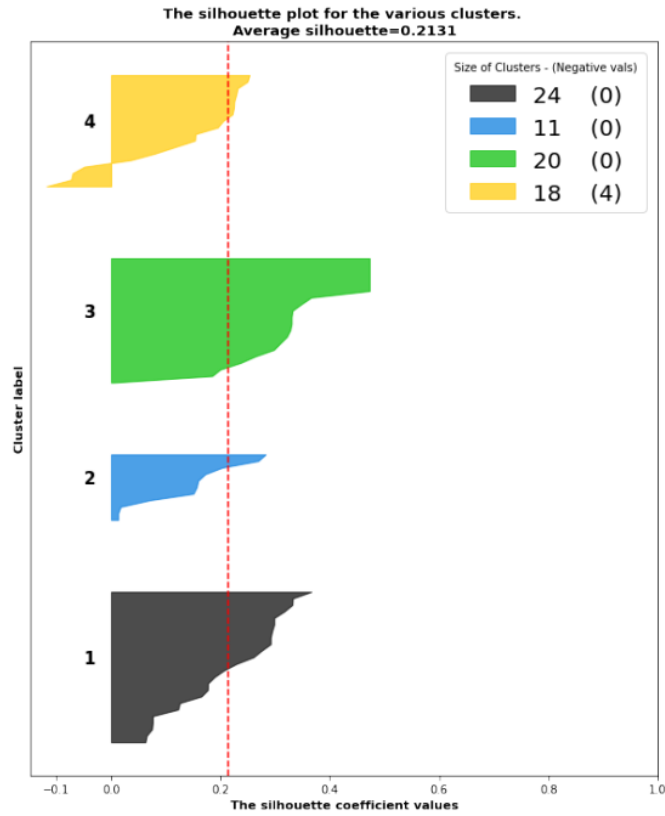 The silhouette plot for the various clusters.
Average silhouette=0.2131
Size of Clusters - (Negative vals)
24 (0)
11 (0)
20 (0)
18 (4)
4
3
2
1
Cluster label
−0.1 0.0 0.2 0.4 0.6 0.8 1.0
The silhouette coefficient values